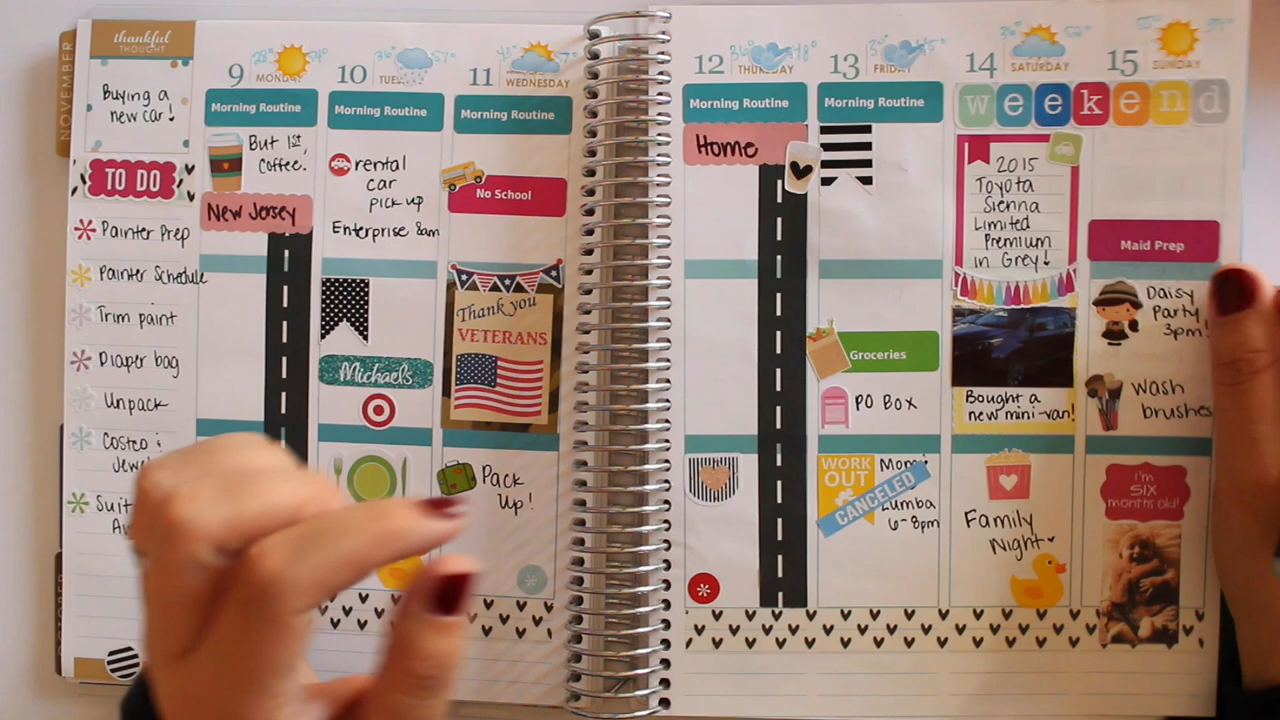 NOVEMBER
thankful
THOUGHT
Buying a
new car!
TO DO
Painter Prep
Painter Schedule
Trim paint
Diaper bag
Unpack
Costco &
Suit
9 MONDAY
Morning Routine
But 1st,
Coffee.
New Jersey
10
Morning Routine
rental
car
pick up
Enterprise 8am
Michaels
11 WEDNESDAY
Morning Routine
No School
Thank you
VETERANS
Pack
Up!
12 THURSDAY
Morning Routine
Home
13 FRIDAY
Morning Routine
Groceries
PO Box
WORK
OUT
CANCELED
Mom:
Zumba
6-8pm
14 SATURDAY
15 SUNDAY
weekend
2015
Toyota
Sienna
Limited
Premium
in Grey!
Bought a
new mini-van!
Family
Night
Maid Prep
Daisy
Party
3pm!
Wash
brushes
I'm
SIX
months old!